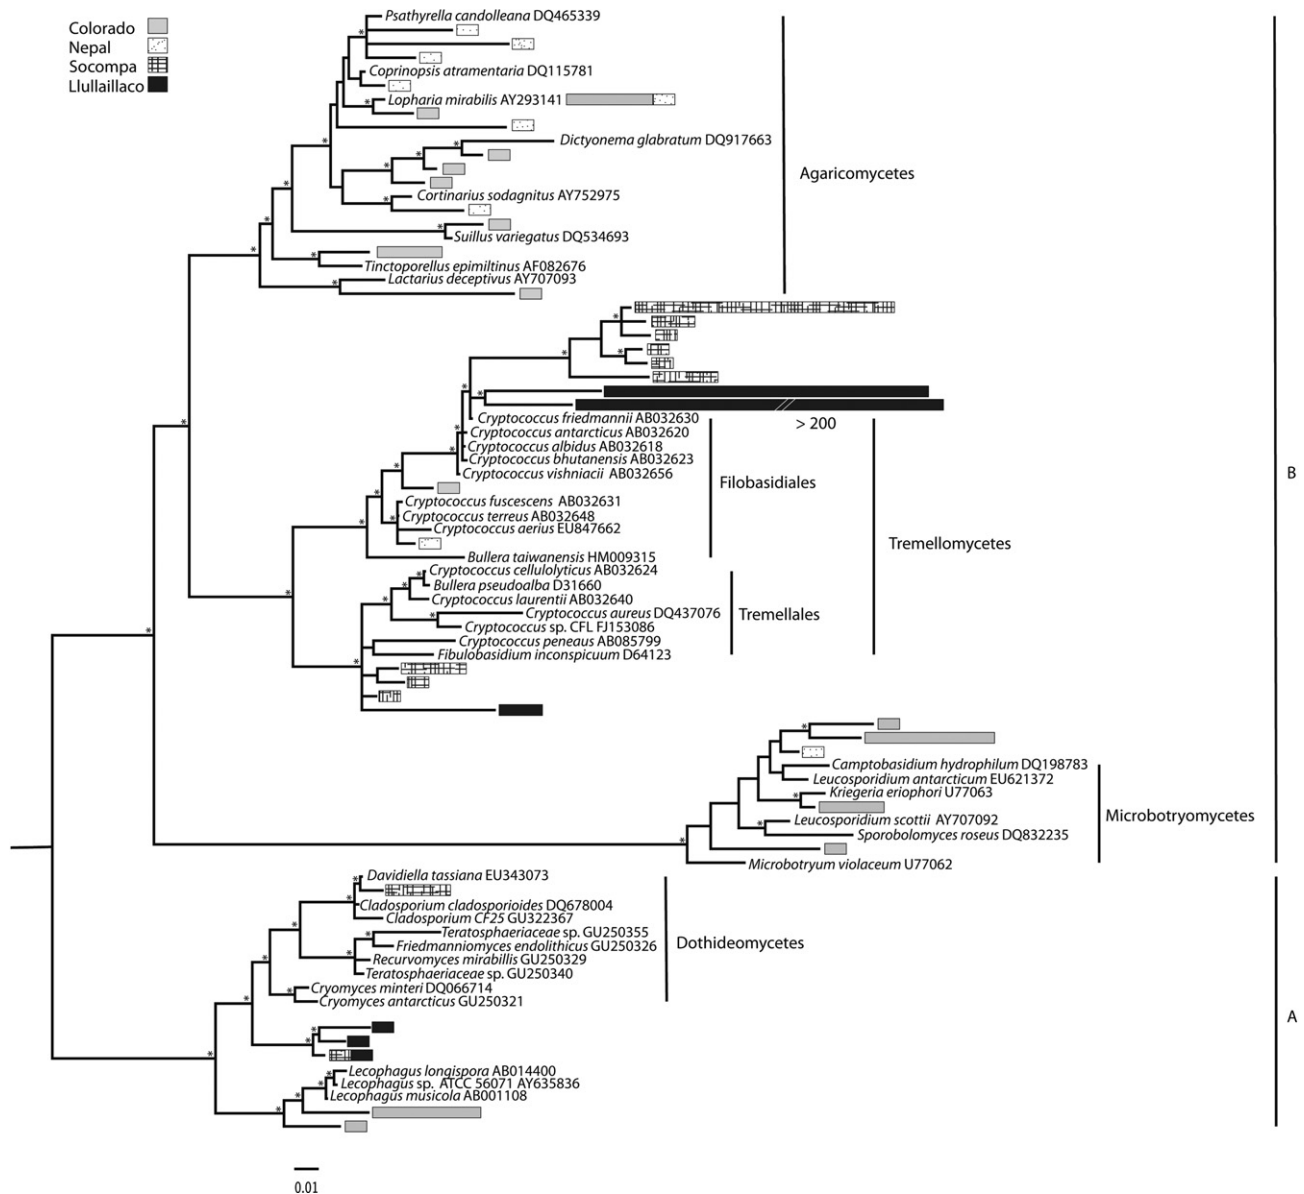 Colorado
Nepal
Socompa
Llullaillaco
Psathyrella candolleana DQ465339
Coprinopsis atramentaria DQ115781
Lopharia mirabilis AY293141
Dictyonema glabratum DQ917663
Agaricomycetes
Cortinarius sodagnitus AY752975
Suillus variegatus DQ534693
Tinctoporellus epimiltinus AF082676
Lactarius deceptivus AY707093
> 200
Cryptococcus friedmannii AB032630
Cryptococcus antarcticus AB032620
Cryptococcus albidus AB032618
Cryptococcus bhutanensis AB032623
Cryptococcus vishniacii AB032656
B
Filobasidiales
Cryptococcus fuscescens AB032631
Cryptococcus terreus AB032648
Cryptococcus aerius EU847662
Tremellomycetes
Bullera taiwanensis HM009315
Cryptococcus cellulolyticus AB032624
Bullera pseudoalba D31660
Cryptococcus laurentii AB032640
Cryptococcus aureus DQ437076
Tremellales
Cryptococcus sp. CFL FJ153086
Cryptococcus peneaus AB085799
Fibulobasidium inconspicuum D64123
Camptobasidium hydrophilum DQ198783
Leucosporidium antarcticum EU621372
Kriegeria eriophori U77063
Microbotryomycetes
Leucosporidium scottii AY707092
Sporobolomyces roseus DQ832235
Microbotryum violaceum U77062
Davidiella tassiana EU343073
Cladosporium cladosporioides DQ678004
Cladosporium CF25 GU322367
Teratosphaeriaceae sp. GU250355
Dothideomycetes
Friedmanniomyces endolithicus GU250326
Recurvomyces mirabillis GU250329
Teratosphaeriaceae sp. GU250340
Cryomyces minteri DQ066714
Cryomyces antarcticus GU250321
A
Lecophagus longispora AB014400
Lecophagus sp. ATCC 56071 AY635836
Lecophagus musicola AB001108
0.01